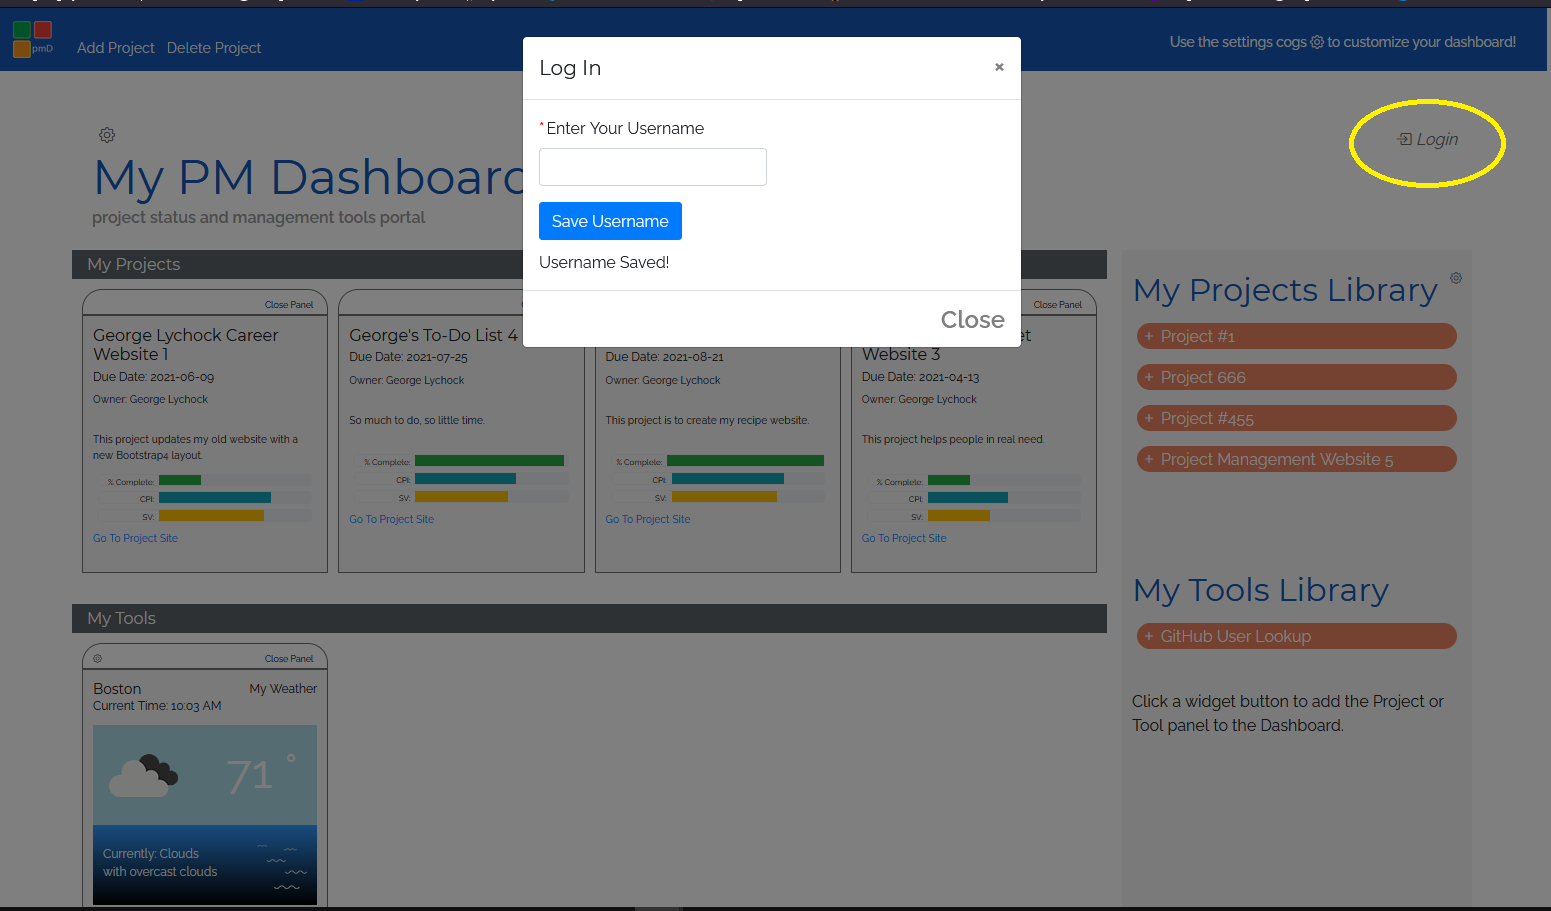 pmD
Add Project Delete Project
Use the settings cogs to customize your dashboard!
Log In ×
* Enter Your Username
Save Username
Username Saved!
Close
Login
My PM Dashboard
project status and management tools portal
My Projects
Close Panel
George Lychock Career
Website 1
Due Date: 2021-06-09
Owner: George Lychock
This project updates my old website with a
new Bootstrap4 layout.
% Complete:
CPI:
SV:
Go To Project Site
George's To-Do List 4
Due Date: 2021-07-25
Owner: George Lychock
So much to do, so little time.
% Complete:
CPI:
SV:
Go To Project Site
Due Date: 2021-08-21
Owner: George Lychock
This project is to create my recipe website.
% Complete:
CPI:
SV:
Go To Project Site
Close Panel
et
Website 3
Due Date: 2021-04-13
Owner: George Lychock
This project helps people in real need.
% Complete:
CPI:
SV:
Go To Project Site
My Tools
Close Panel
Boston My Weather
Current Time: 10:03 AM
71 °
Currently: Clouds
with overcast clouds
My Projects Library
+ Project #1
+ Project 666
+ Project #455
+ Project Management Website 5
My Tools Library
+ GitHub User Lookup
Click a widget button to add the Project or
Tool panel to the Dashboard.